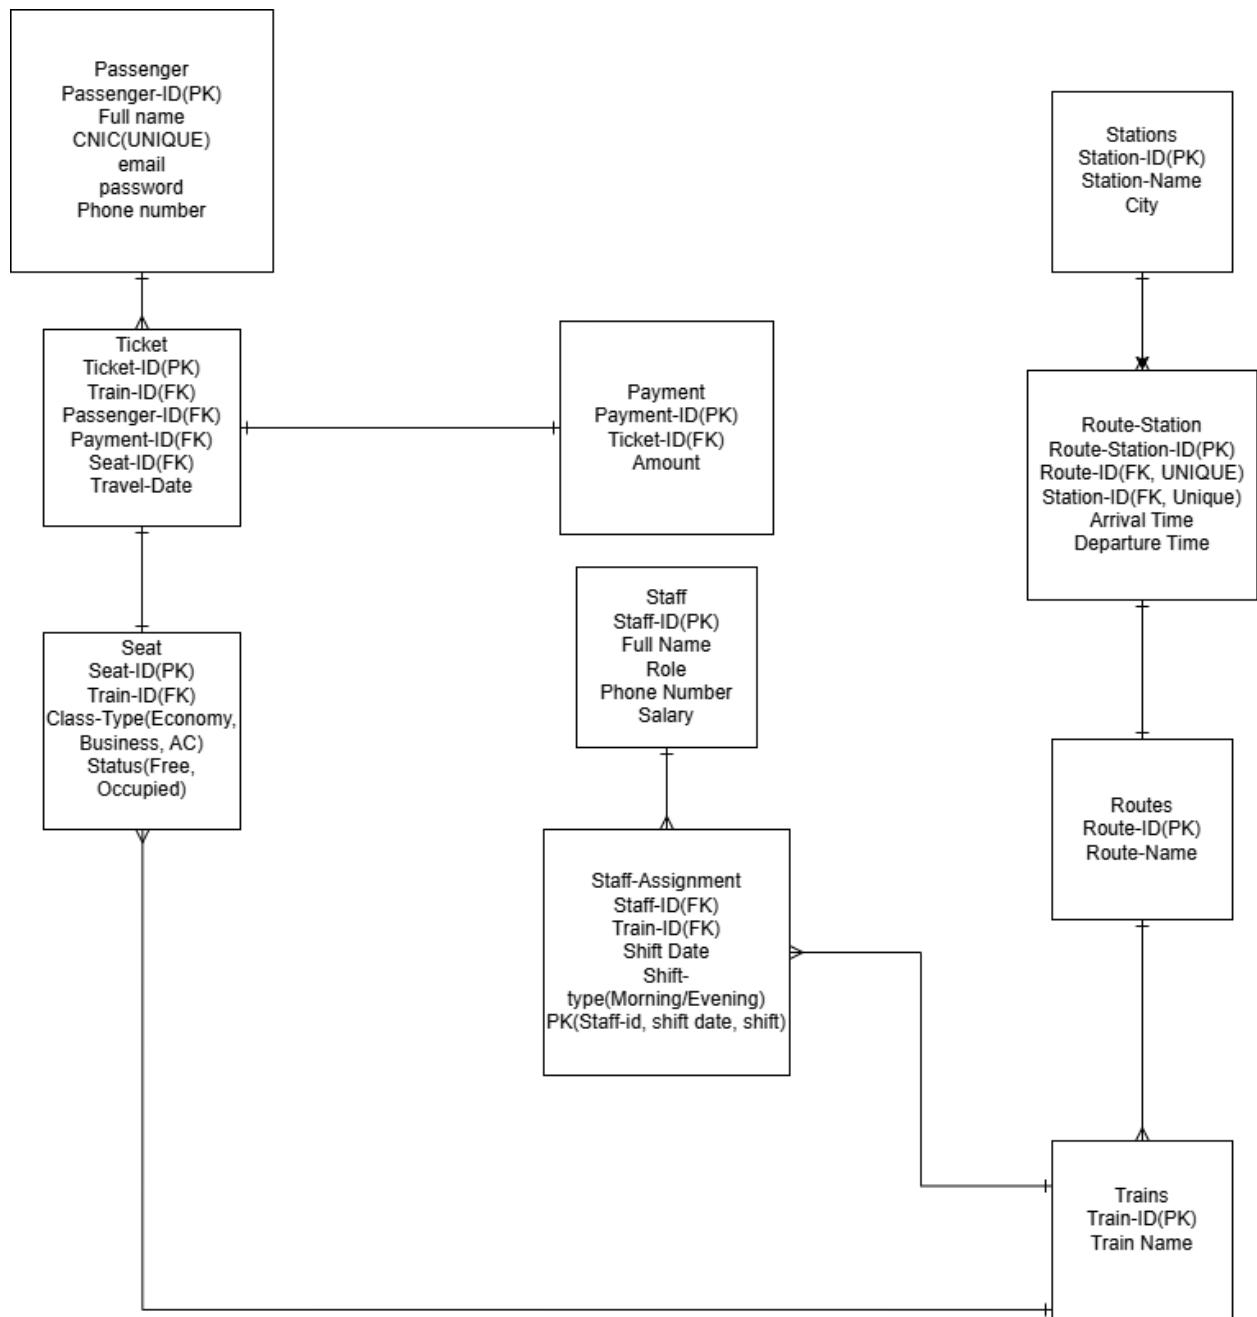 Passenger
Passenger-ID(PK)
Full name
CNIC(UNIQUE)
email
password
Phone number
Stations
Station-ID(PK)
Station-Name
City
Ticket
Ticket-ID(PK)
Train-ID(FK)
Passenger-ID(FK)
Payment-ID(FK)
Seat-ID(FK)
Travel-Date
Payment
Payment-ID(PK)
Ticket-ID(FK)
Amount
Route-Station
Route-Station-ID(PK)
Route-ID(FK, UNIQUE)
Station-ID(FK, Unique)
Arrival Time
Departure Time
Seat
Seat-ID(PK)
Train-ID(FK)
Class-Type(Economy,
Business, AC)
Status(Free,
Occupied)
Staff
Staff-ID(PK)
Full Name
Role
Phone Number
Salary
Routes
Route-ID(PK)
Route-Name
Staff-Assignment
Staff-ID(FK)
Train-ID(FK)
Shift Date
Shift-
type(Morning/Evening)
PK(Staff-id, shift date, shift)
Trains
Train-ID(PK)
Train Name